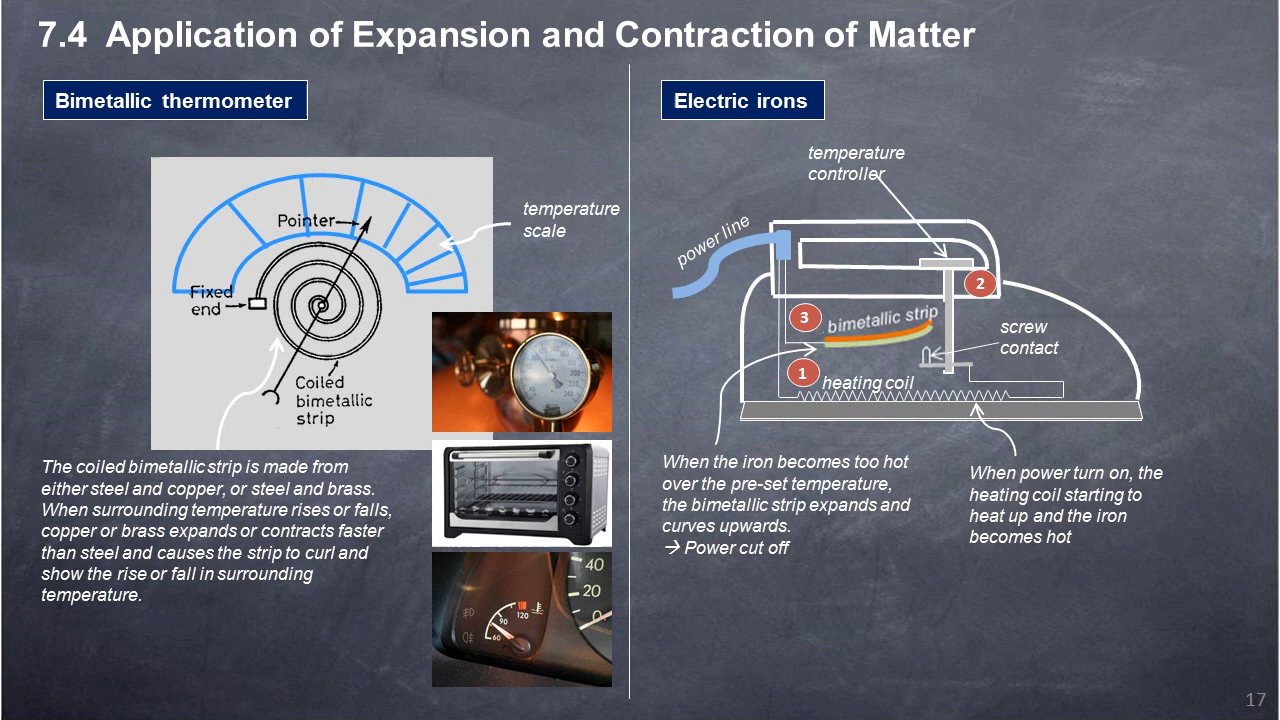 7.4 Application of Expansion and Contraction of Matter
Bimetallic thermometer
Pointer
temperature
scale
Fixed
end
Coiled
bimetallic
strip
40
20
0
120
90
60
The coiled bimetallic strip is made from
either steel and copper, or steel and brass.
When surrounding temperature rises or falls,
copper or brass expands or contracts faster
than steel and causes the strip to curl and
show the rise or fall in surrounding
temperature.
Electric irons
temperature
controller
power line
2
3
bimetallic strip
screw
contact
1
heating coil
When the iron becomes too hot
over the pre-set temperature,
the bimetallic strip expands and
curves upwards.
→ Power cut off
When power turn on, the
heating coil starting to
heat up and the iron
becomes hot
17